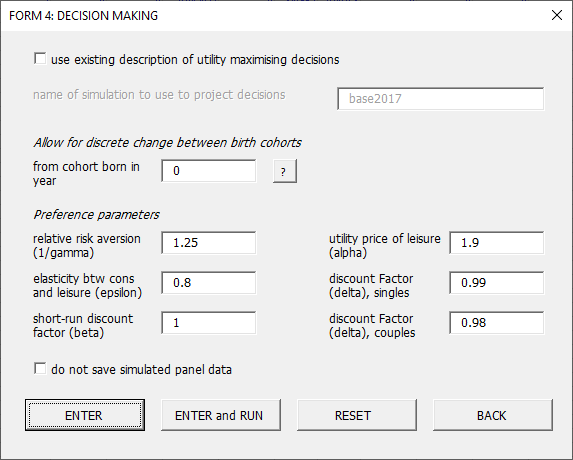 FORM 4: DECISION MAKING
use existing description of utility maximising decisions
name of simulation to use to project decisions
base2017
Allow for discrete change between birth cohorts
from cohort born in
year
0
?
Preference parameters
relative risk aversion
(1/gamma)
1.25
utility price of leisure
(alpha)
1.9
elasticity btw cons
and leisure (epsilon)
0.8
discount Factor
(delta), singles
0.99
short-run discount
factor (beta)
1
discount Factor
(delta), couples
0.98
do not save simulated panel data
ENTER
ENTER and RUN
RESET
BACK